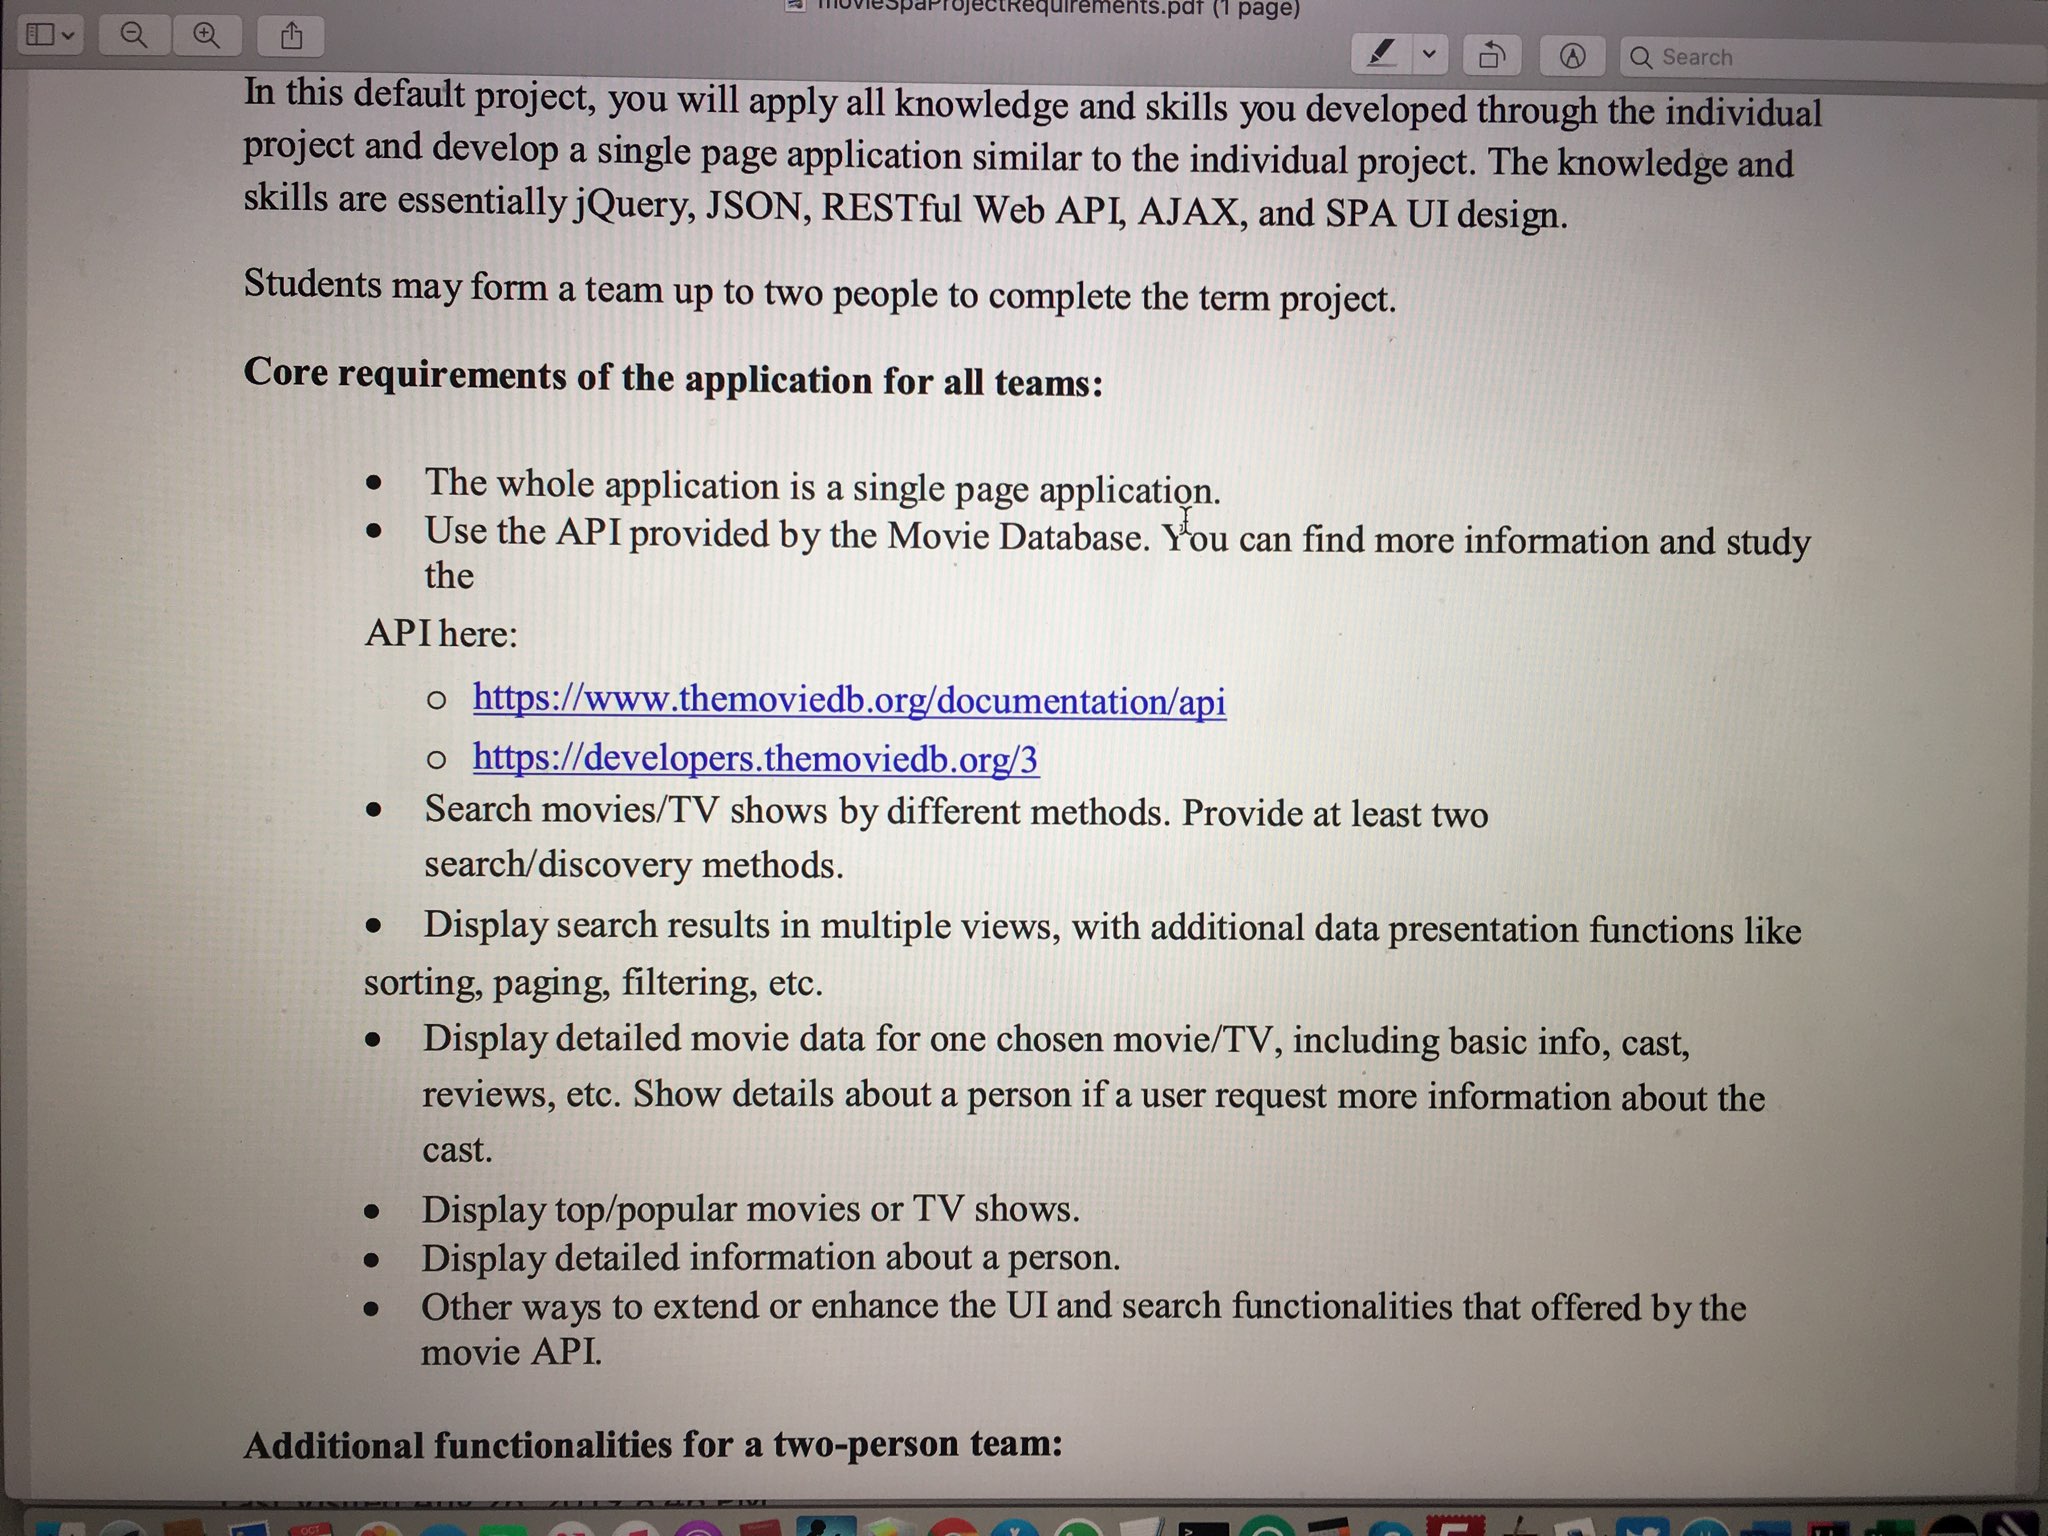 movieSpaProjectRequirements.pdf (1 page)
Search
In this default project, you will apply all knowledge and skills you developed through the individual
project and develop a single page application similar to the individual project. The knowledge and
skills are essentially jQuery, JSON, RESTful Web API, AJAX, and SPA UI design.
Students may form a team up to two people to complete the term project.
Core requirements of the application for all teams:
• The whole application is a single page application.
• Use the API provided by the Movie Database. You can find more information and study
the
API here:
o https://www.themoviedb.org/documentation/api
o https://developers.themoviedb.org/3
• Search movies/TV shows by different methods. Provide at least two
search/discovery methods.
• Display search results in multiple views, with additional data presentation functions like
sorting, paging, filtering, etc.
• Display detailed movie data for one chosen movie/TV, including basic info, cast,
reviews, etc. Show details about a person if a user request more information about the
cast.
• Display top/popular movies or TV shows.
• Display detailed information about a person.
• Other ways to extend or enhance the UI and search functionalities that offered by the
movie API.
Additional functionalities for a two-person team:
OCT